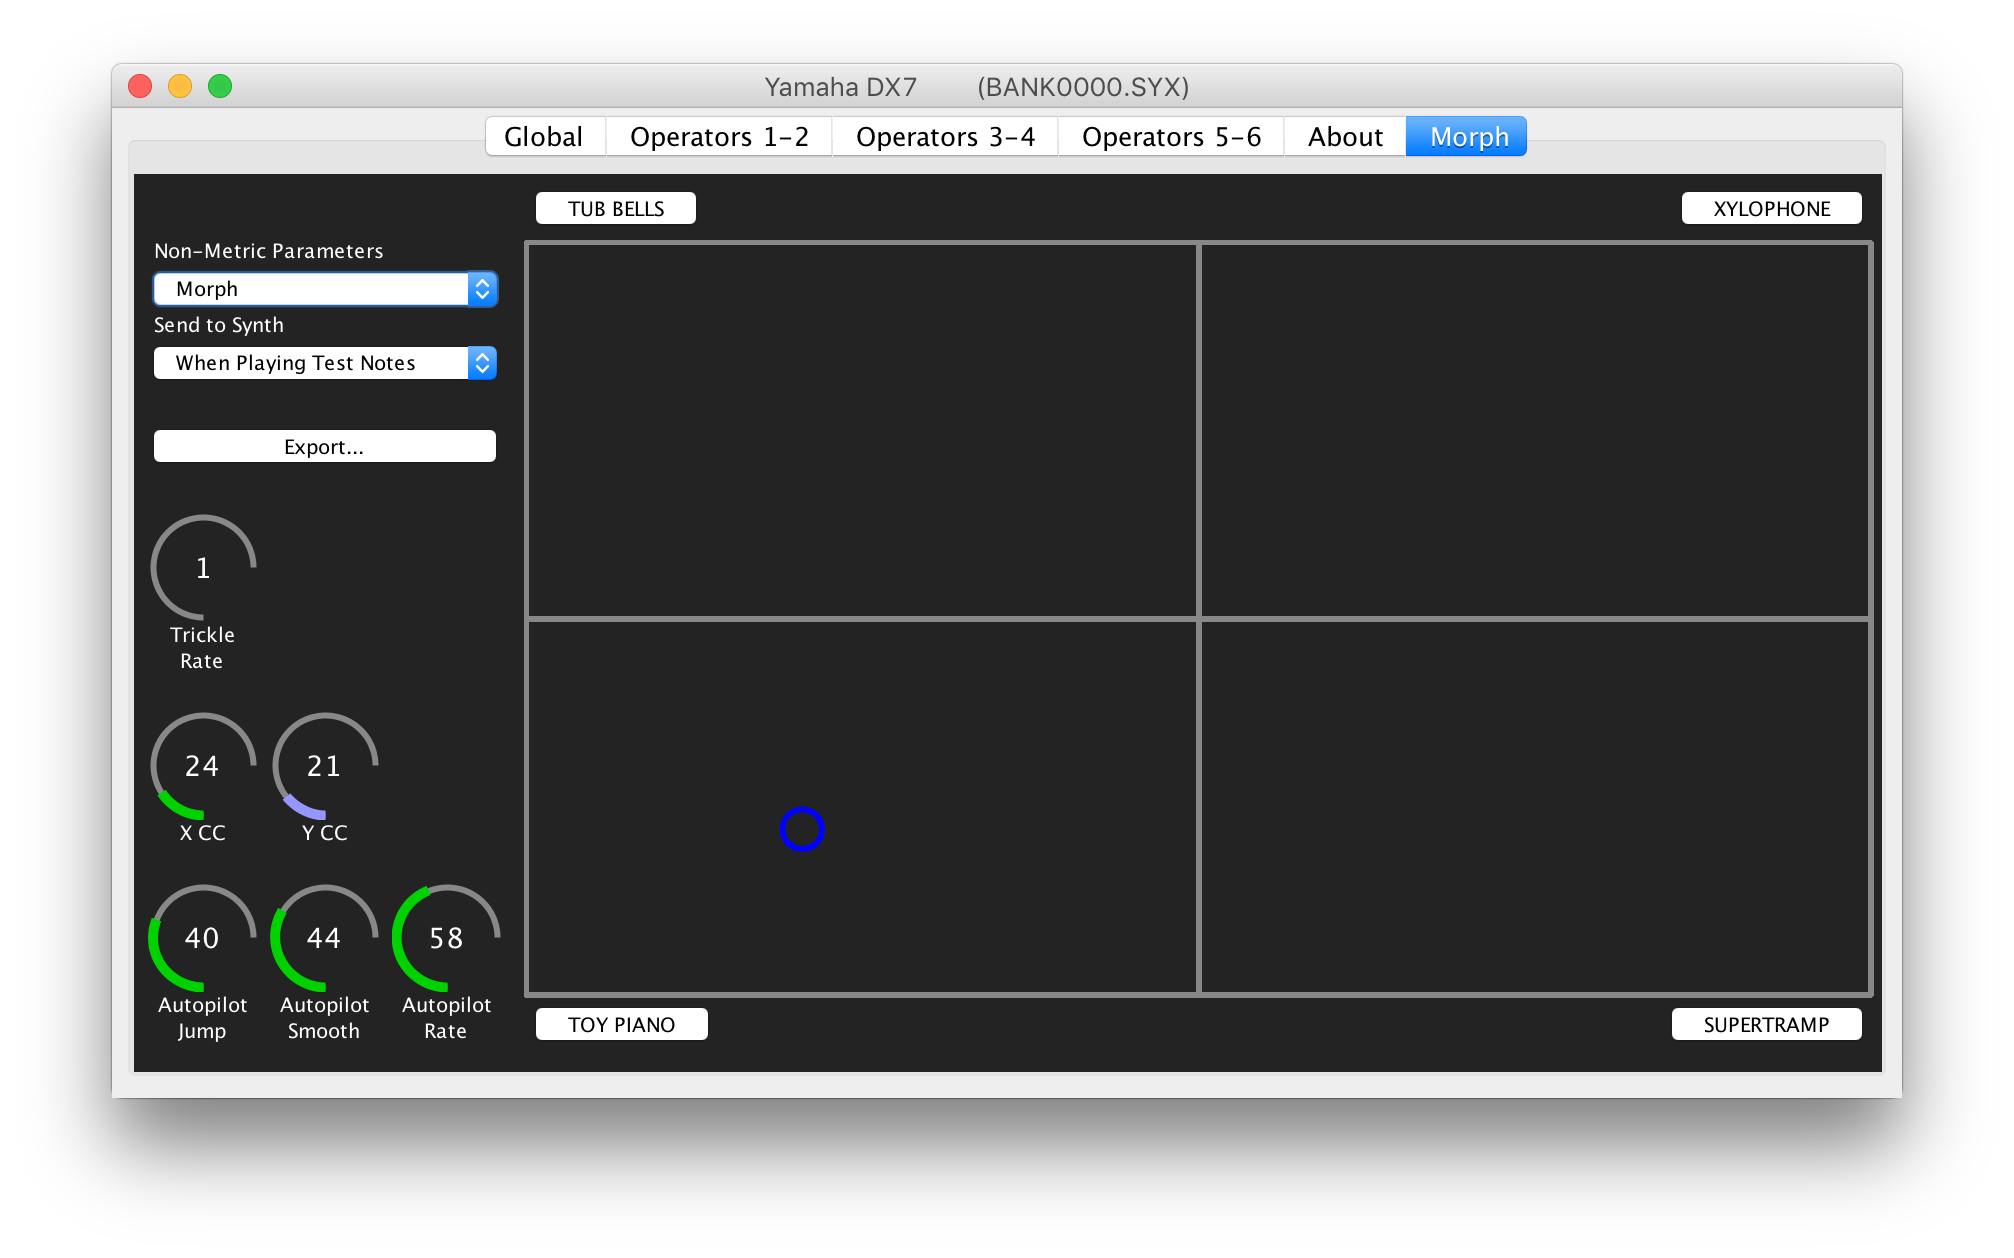 Yamaha DX7 (BANK0000.SYX)
Global Operators 1-2 Operators 3-4 Operators 5-6 About Morph
TUB BELLS XYLOPHONE
Non-Metric Parameters
Morph
Send to Synth
When Playing Test Notes
Export...
1
Trickle
Rate
24 21
X CC Y CC
40 44 58
Autopilot Autopilot Autopilot
Jump Smooth Rate
TOY PIANO SUPERTRAMP